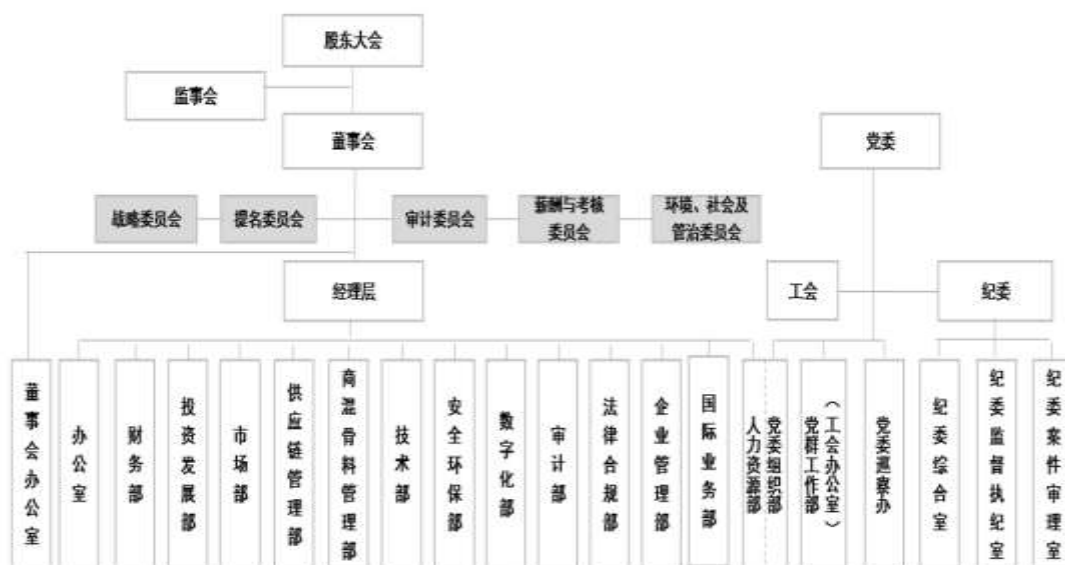 股东大会
监事会
董事会
党委
战略委员会
提名委员会
审计委员会
薪酬与考核
委员会
环境、社会及
管治委员会
经理层
工会
纪委
董事会办公室
办公室
财务部
投资发展部
市场部
供应链管理部
商混骨料管理部
技术部
安全环保部
数字化部
审计部
法律合规部
企业管理部
国际业务部
人力资源部
党委组织部
党群工作部
（工会办公室）
党委巡察办
纪委综合室
纪委监督执纪室
纪委案件审理室